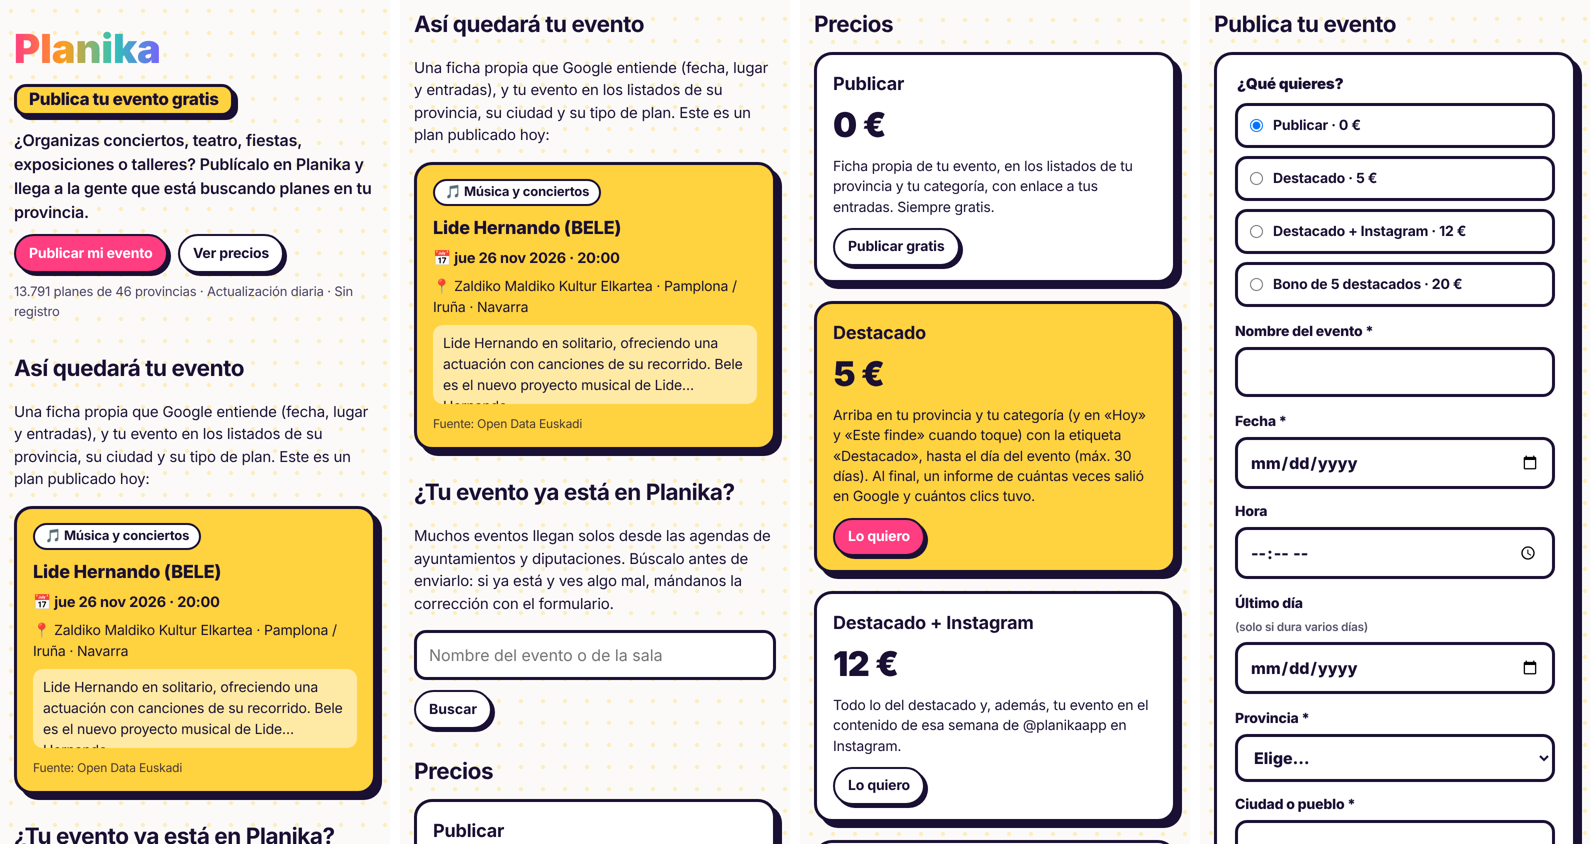 Planika
Publica tu evento gratis
¿Organizas conciertos, teatro, fiestas,
exposiciones o talleres? Publícalo en Planika y
llega a la gente que está buscando planes en tu
provincia.
Publicar mi evento
Ver precios
13.791 planes de 46 provincias · Actualización diaria · Sin
registro
Así quedará tu evento
Una ficha propia que Google entiende (fecha, lugar
y entradas), y tu evento en los listados de su
provincia, su ciudad y su tipo de plan. Este es un
plan publicado hoy:
🎵 Música y conciertos
Lide Hernando (BELE)
📅 jue 26 nov 2026 · 20:00
📍 Zaldiko Maldiko Kultur Elkartea · Pamplona /
Iruña · Navarra
Lide Hernando en solitario, ofreciendo una
actuación con canciones de su recorrido. Bele
es el nuevo proyecto musical de Lide...
Hernando
Fuente: Open Data Euskadi
¿Tu evento ya está en Planika?
Así quedará tu evento
Una ficha propia que Google entiende (fecha, lugar
y entradas), y tu evento en los listados de su
provincia, su ciudad y su tipo de plan. Este es un
plan publicado hoy:
🎵 Música y conciertos
Lide Hernando (BELE)
📅 jue 26 nov 2026 · 20:00
📍 Zaldiko Maldiko Kultur Elkartea · Pamplona /
Iruña · Navarra
Lide Hernando en solitario, ofreciendo una
actuación con canciones de su recorrido. Bele
es el nuevo proyecto musical de Lide...
Hernando
Fuente: Open Data Euskadi
¿Tu evento ya está en Planika?
Muchos eventos llegan solos desde las agendas de
ayuntamientos y diputaciones. Búscalo antes de
enviarlo: si ya está y ves algo mal, mándanos la
corrección con el formulario.
Nombre del evento o de la sala
Buscar
Precios
Publicar
Precios
Publicar
0 €
Ficha propia de tu evento, en los listados de tu
provincia y tu categoría, con enlace a tus
entradas. Siempre gratis.
Publicar gratis
Destacado
5 €
Arriba en tu provincia y tu categoría (y en «Hoy»
y «Este finde» cuando toque) con la etiqueta
«Destacado», hasta el día del evento (máx. 30
días). Al final, un informe de cuántas veces salió
en Google y cuántos clics tuvo.
Lo quiero
Destacado + Instagram
12 €
Todo lo del destacado y, además, tu evento en el
contenido de esa semana de @planikaapp en
Instagram.
Lo quiero
Publica tu evento
¿Qué quieres?
Publicar · 0 €
Destacado · 5 €
Destacado + Instagram · 12 €
Bono de 5 destacados · 20 €
Nombre del evento *
Fecha *
mm/dd/yyyy
Hora
--:-- --
Último día
(solo si dura varios días)
mm/dd/yyyy
Provincia *
Elige...
Ciudad o pueblo *